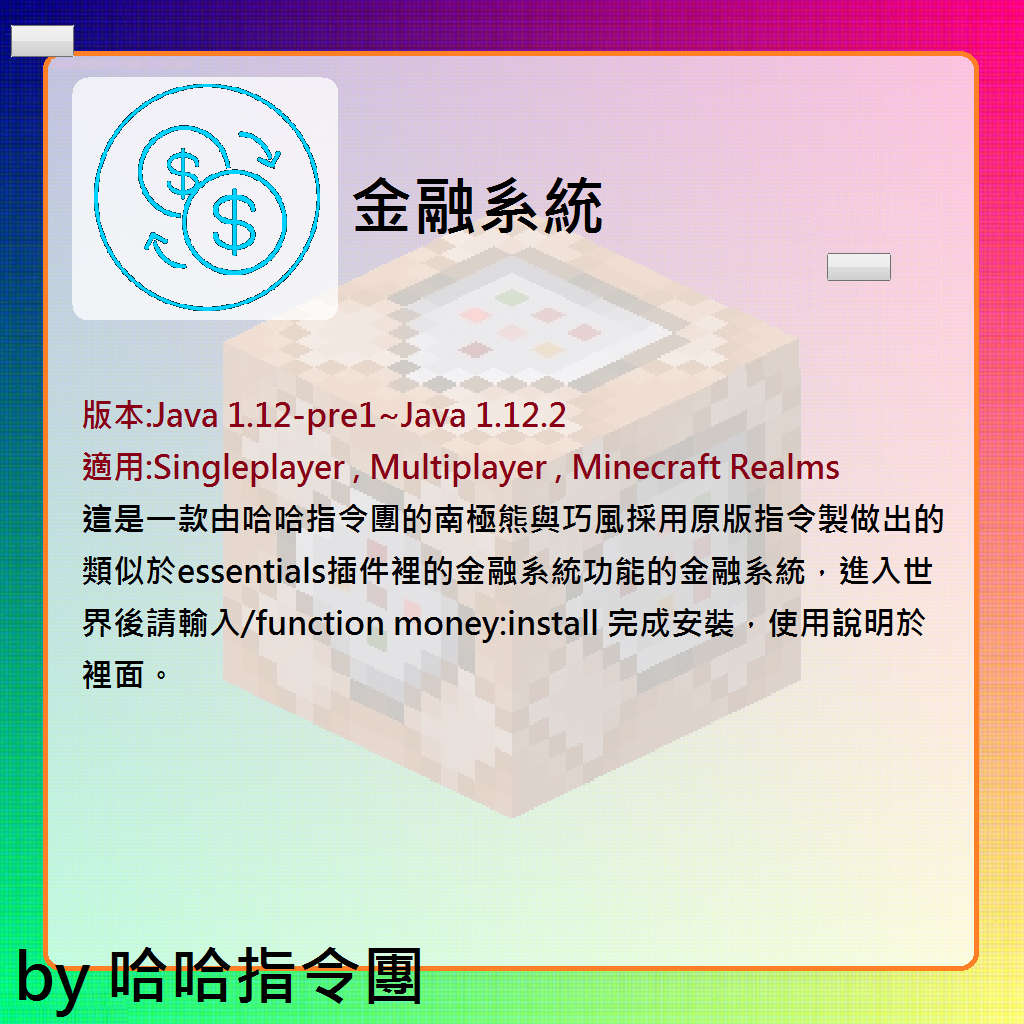 金融系統
版本:Java 1.12-pre1~Java 1.12.2
適用:Singleplayer , Multiplayer , Minecraft Realms
這是一款由哈哈指令團的南極熊與巧風採用原版指令製做出的
類似於essentials插件裡的金融系統功能的金融系統，進入世
界後請輸入/function money:install 完成安裝，使用說明於
裡面。
by 哈哈指令團